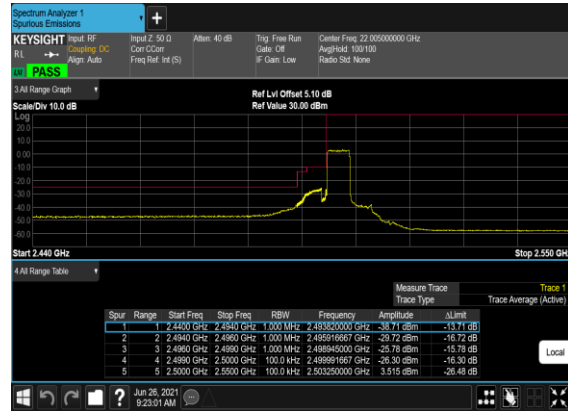 Spectrum Analyzer 1
Spurious Emissions
+
KEYSIGHT Input: RF Input Z: 50 Ω Atten: 40 dB Trig: Free Run Center Freq: 22.005000000 GHz
RL Coupling: DC Corr CCorr Gate: Off Avg|Hold: 100/100
Align: Auto Freq Ref: Int (S) IF Gain: Low Radio Std: None
LW PASS
3 All Range Graph
Ref Lvl Offset 5.10 dB
Scale/Div 10.0 dB Ref Value 30.00 dBm
Log
20.0
10.0
0.00
-10.0
-20.0
-30.0
-40.0
-50.0
-60.0
Start 2.440 GHz Stop 2.550 GHz
4 All Range Table
Measure Trace Trace 1
Trace Type Trace Average (Active)
Spur Range Start Freq Stop Freq RBW Frequency Amplitude ΔLimit
1 1 2.4400 GHz 2.4940 GHz 1.000 MHz 2.493820000 GHz -38.71 dBm -13.71 dB
2 2 2.4940 GHz 2.4960 GHz 1.000 MHz 2.495916667 GHz -29.72 dBm -16.72 dB
3 3 2.4960 GHz 2.4990 GHz 1.000 MHz 2.498945000 GHz -25.78 dBm -15.78 dB
4 4 2.4990 GHz 2.5000 GHz 100.0 kHz 2.499991667 GHz -26.30 dBm -16.30 dB
5 5 2.5000 GHz 2.5500 GHz 100.0 kHz 2.503250000 GHz 3.515 dBm -26.48 dB
Local
? Jun 26, 2021
9:23:01 AM